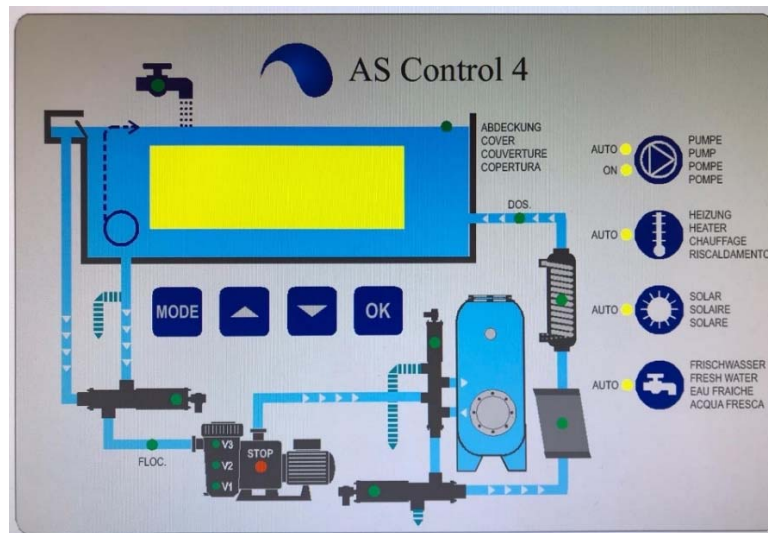 AS Control 4
ABDECKUNG
COVER
COUVERTURE
COPERTURA
AUTO
ON
PUMPE
PUMP
POMPE
POMPE
DOS.
AUTO
HEIZUNG
HEATER
CHAUFFAGE
RISCALDAMENTO
MODE
OK
AUTO
SOLAR
SOLAIRE
SOLARE
AUTO
FRISCHWASSER
FRESH WATER
EAU FRAICHE
ACQUA FRESCA
FLOC.
V3
V2
V1
STOP